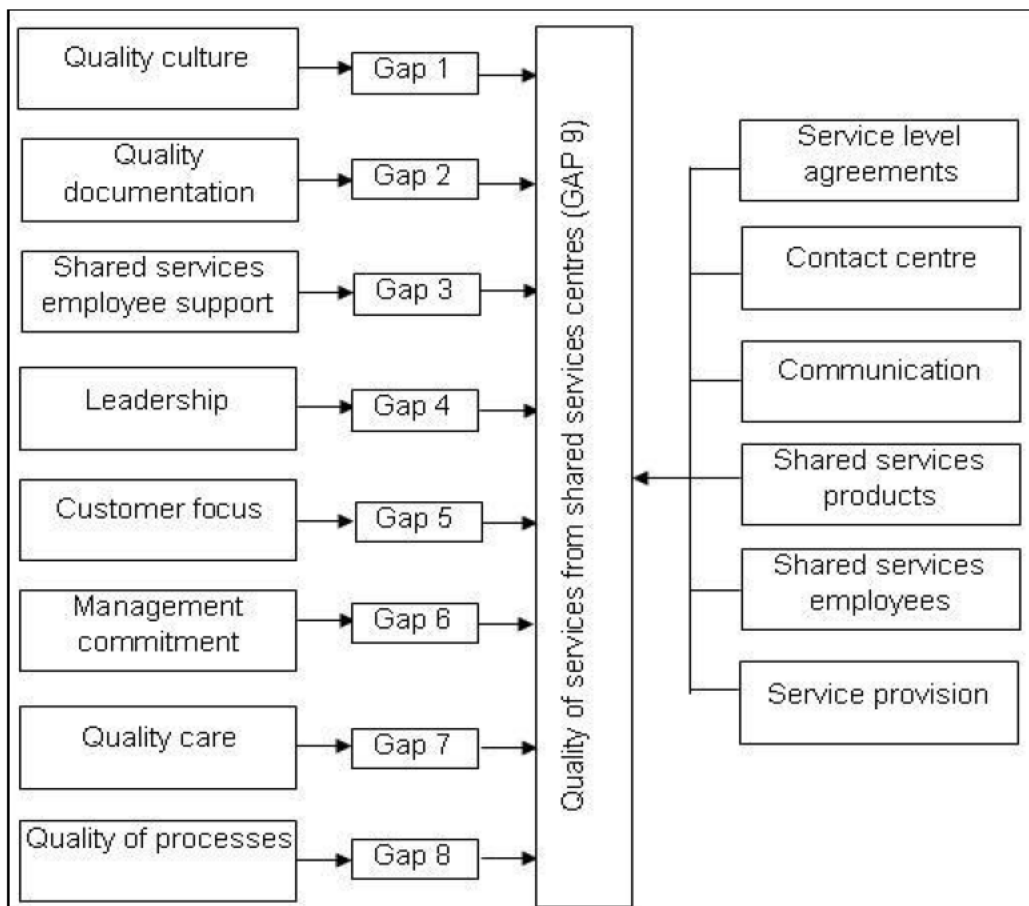 Quality culture
Gap 1
Quality
documentation
Gap 2
Shared services
employee support
Gap 3
Leadership
Gap 4
Customer focus
Gap 5
Management
commitment
Gap 6
Quality care
Gap 7
Quality of processes
Gap 8
Quality of services from shared services centres (GAP 9)
Service level
agreements
Contact centre
Communication
Shared services
products
Shared services
employees
Service provision